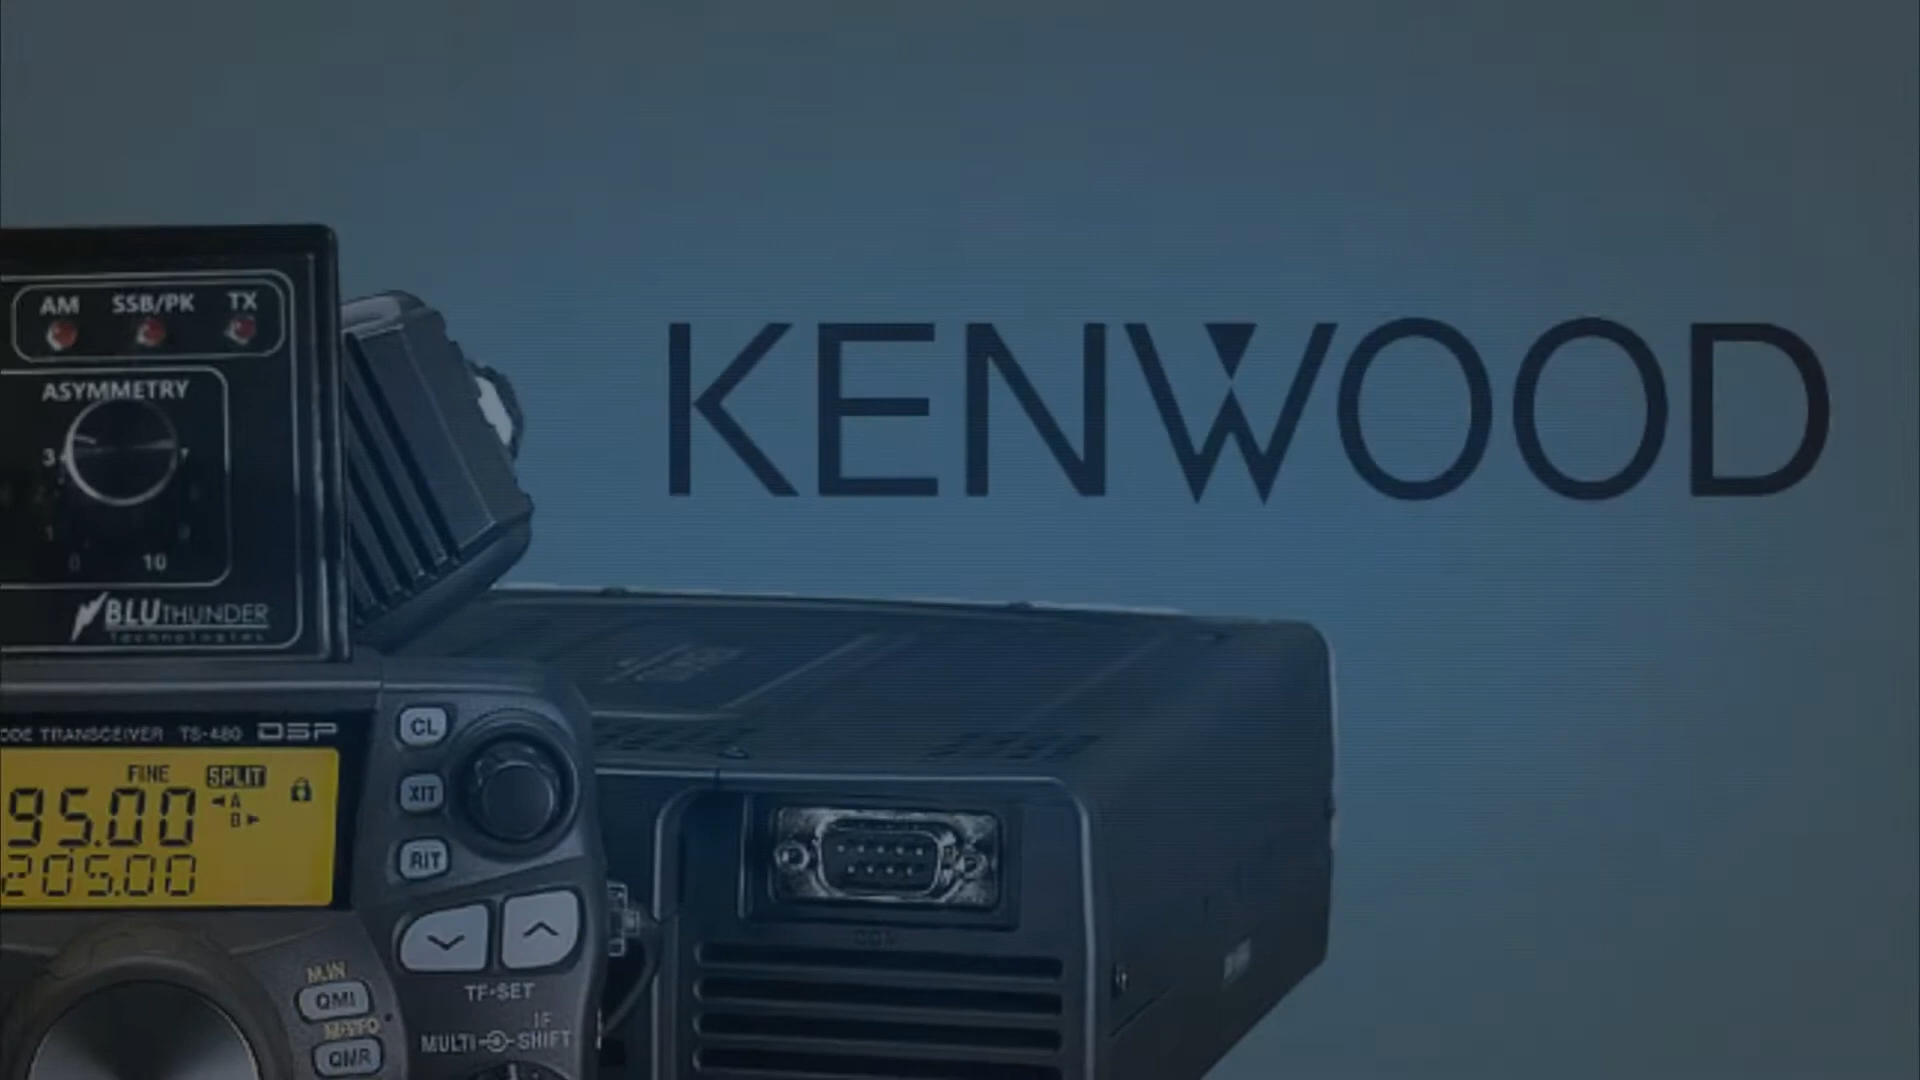 KENWOOD
AM SSB/PK TX
ASYMMETRY
3
1
0 10
BLUTHUNDER
Technologies
ODE TRANSCEIVER TS-480 DSP
FINE SPLIT
95.00 ◄A
B►
205.00
CL
XIT
RIT
TF-SET
M.IN
QMI
QMR
IF
MULTI SHIFT
COM